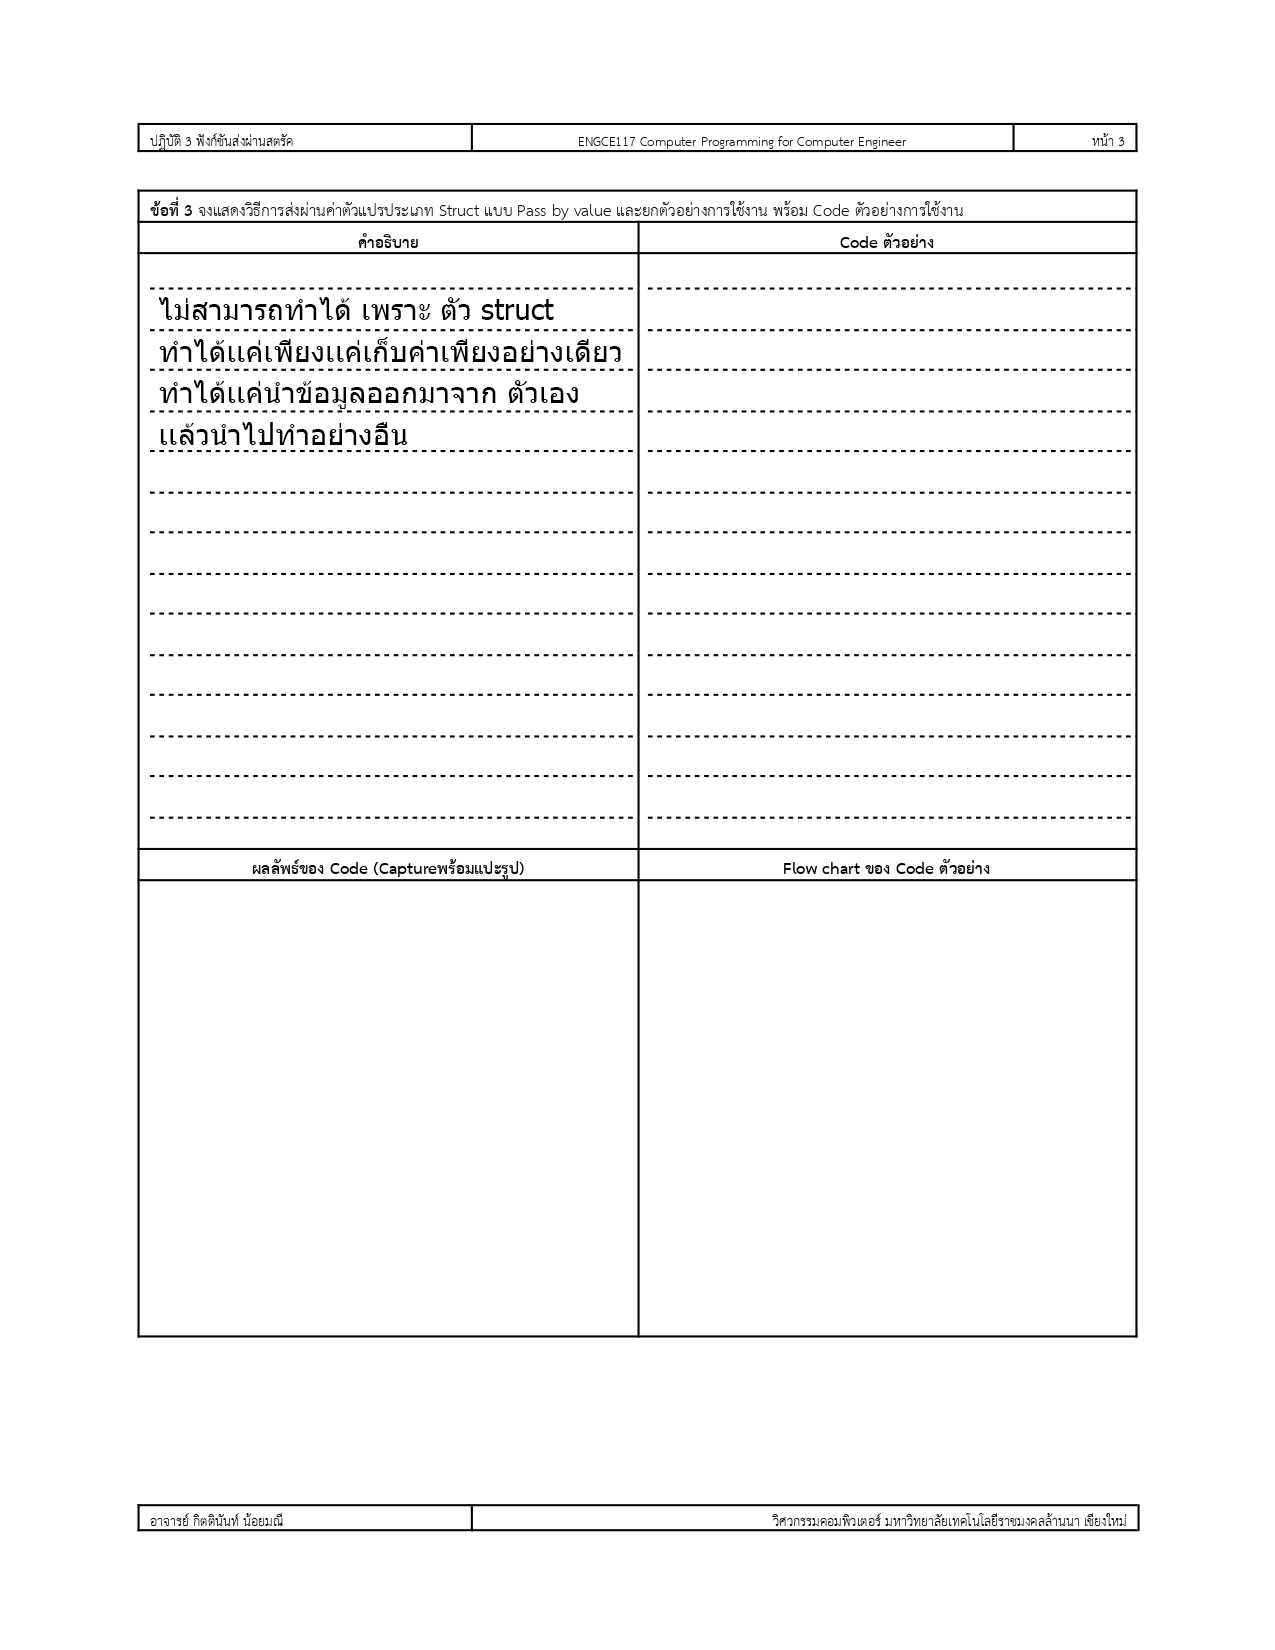 ปฏิบัติ 3 ฟังก์ชันส่งผ่านสตรัค ENGCE117 Computer Programming for Computer Engineer หน้า 3
ข้อที่ 3 จงแสดงวิธีการส่งผ่านค่าตัวแปรประเภท Struct แบบ Pass by value และยกตัวอย่างการใช้งาน พร้อม Code ตัวอย่างการใช้งาน
คำอธิบาย Code ตัวอย่าง
ไม่สามารถทำได้ เพราะ ตัว struct
ทำได้แค่เพียงแค่เก็บค่าเพียงอย่างเดียว
ทำได้แค่นำข้อมูลออกมาจาก ตัวเอง
แล้วนำไปทำอย่างอืน
ผลลัพธ์ของ Code (Captureพร้อมแปะรูป) Flow chart ของ Code ตัวอย่าง
อาจารย์ กิตตินันท์ น้อยมณี วิศวกรรมคอมพิวเตอร์ มหาวิทยาลัยเทคโนโลยีราชมงคลล้านนา เชียงใหม่